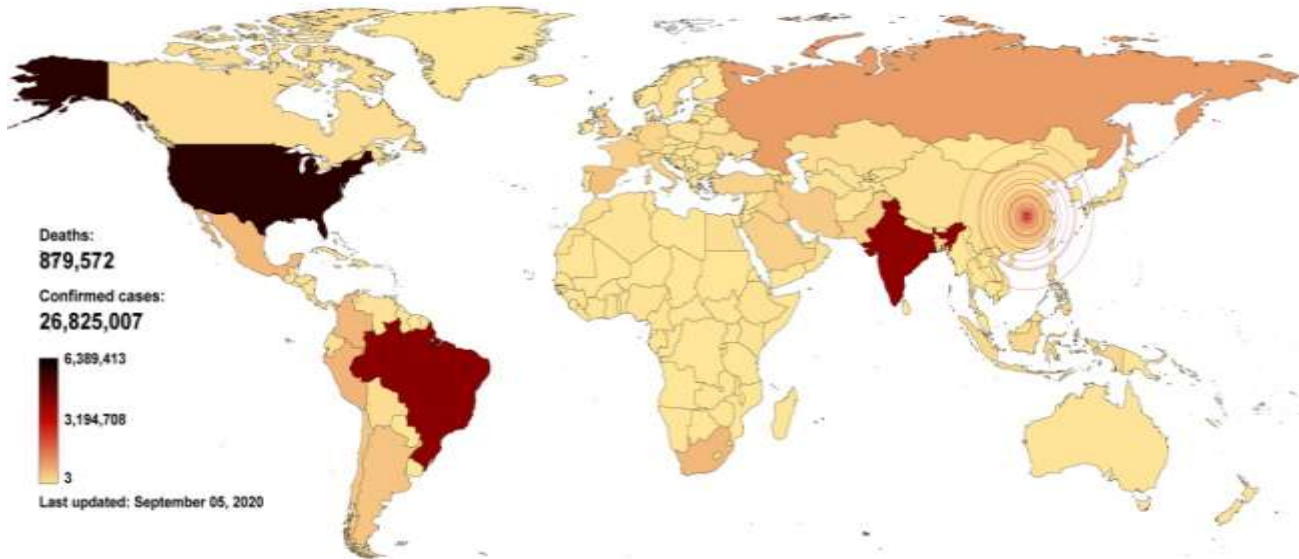 Deaths:
879,572
Confirmed cases:
26,825,007
6,389,413
3,194,708
3
Last updated: September 05, 2020